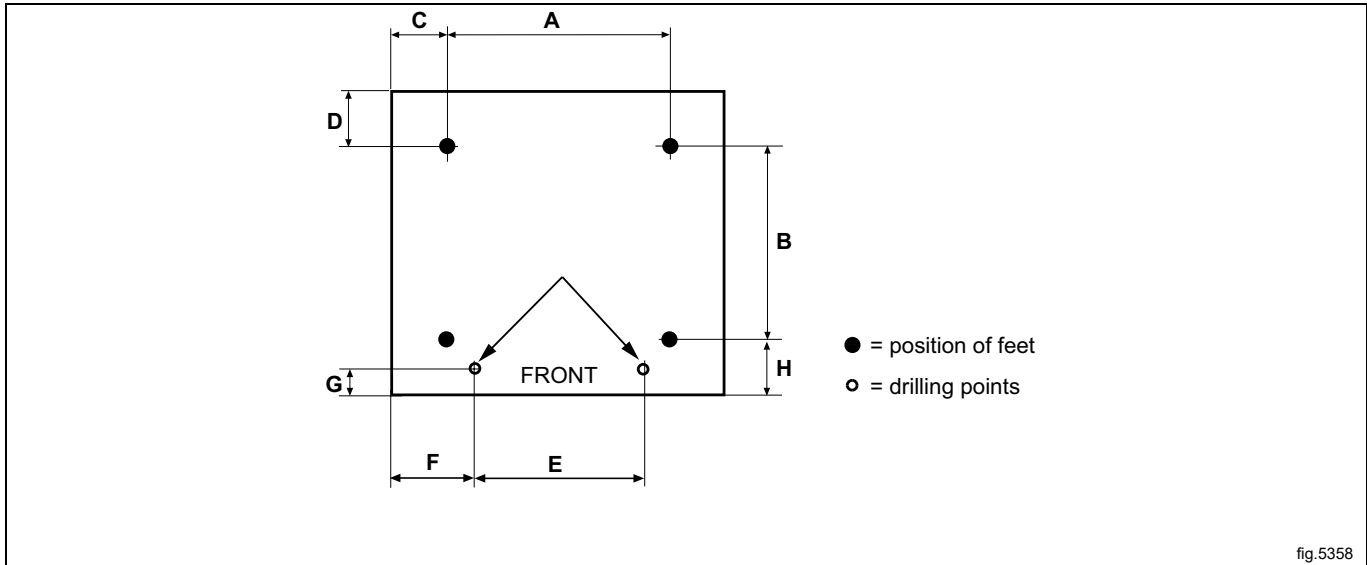 C
A
D
B
● = position of feet
H
G
FRONT
○ = drilling points
F
E
fig.5358